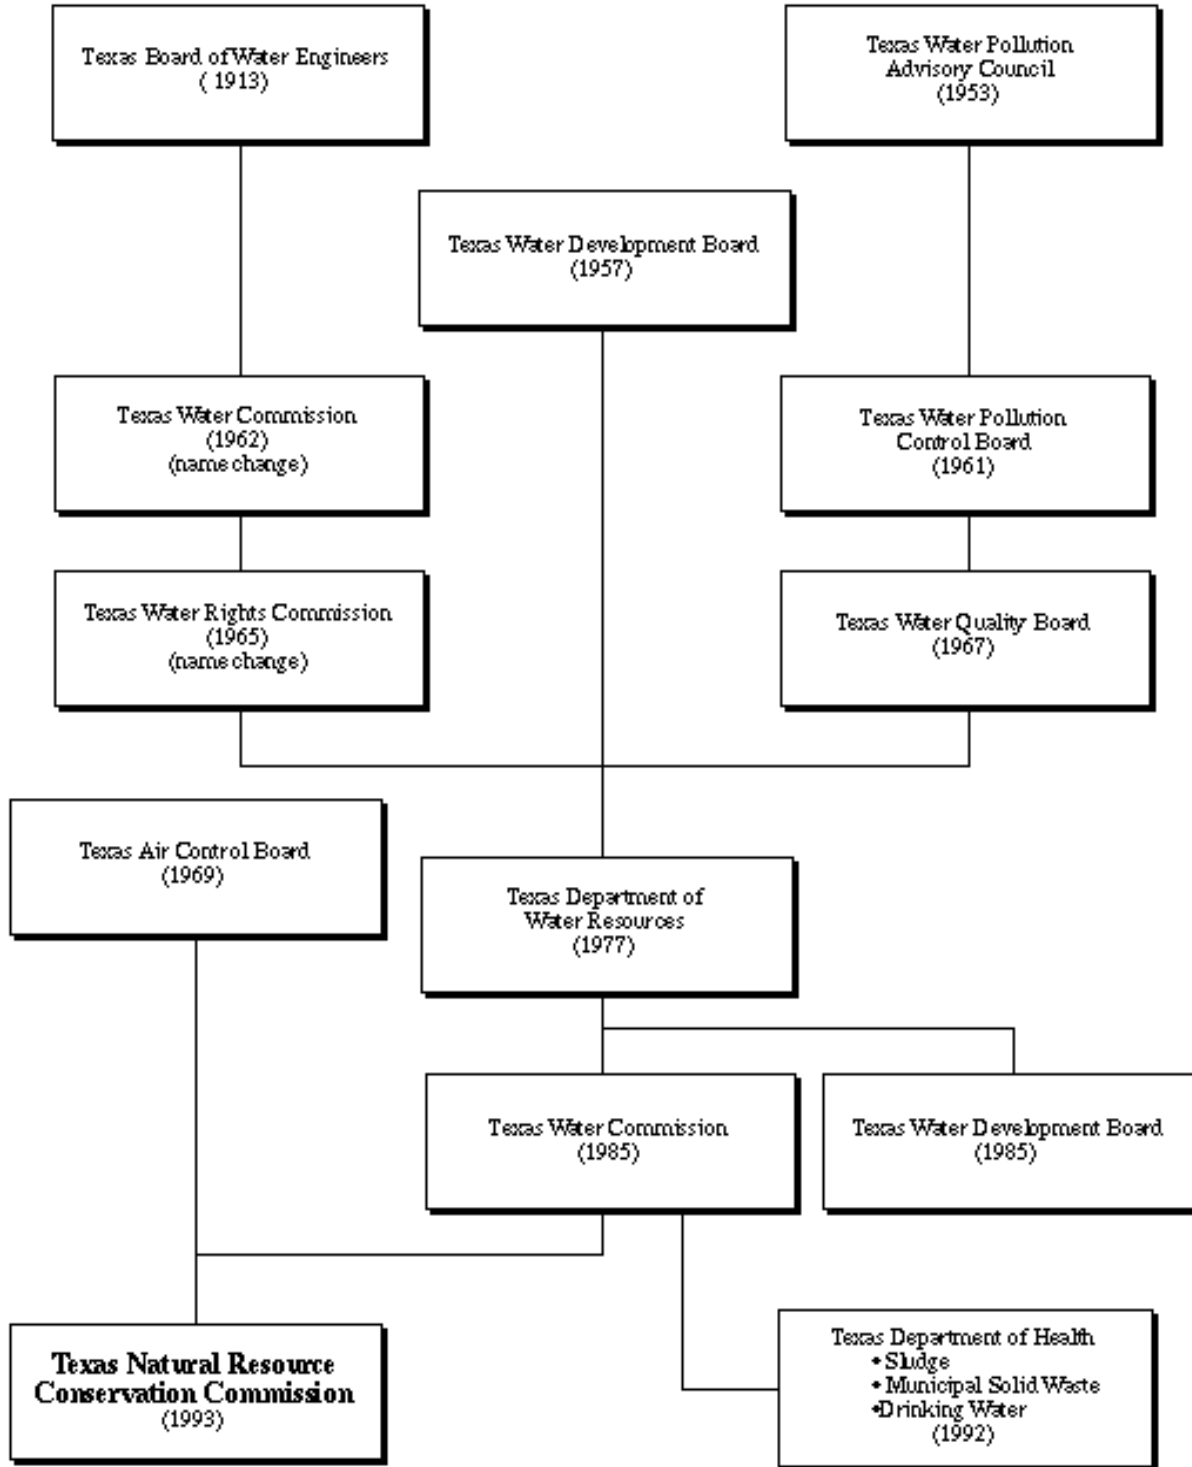 Texas Board of Water Engineers
( 1913)
Texas Water Pollution
Advisory Council
(1953)
Texas Water Development Board
(1957)
Texas Water Commission
(1962)
(name change)
Texas Water Pollution
Control Board
(1961)
Texas Water Rights Commission
(1965)
(name change)
Texas Water Quality Board
(1967)
Texas Air Control Board
(1969)
Texas Department of
Water Resources
(1977)
Texas Water Commission
(1985)
Texas Water Development Board
(1985)
Texas Natural Resource
Conservation Commission
(1993)
Texas Department of Health
• Sludge
• Municipal Solid Waste
•Drinking Water
(1992)